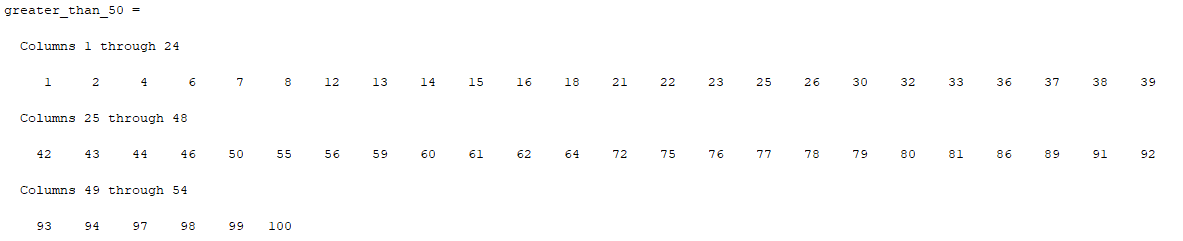 greater_than_50 =
Columns 1 through 24
1 2 4 6 7 8 12 13 14 15 16 18 21 22 23 25 26 30 32 33 36 37 38 39
Columns 25 through 48
42 43 44 46 50 55 56 59 60 61 62 64 72 75 76 77 78 79 80 81 86 89 91 92
Columns 49 through 54
93 94 97 98 99 100